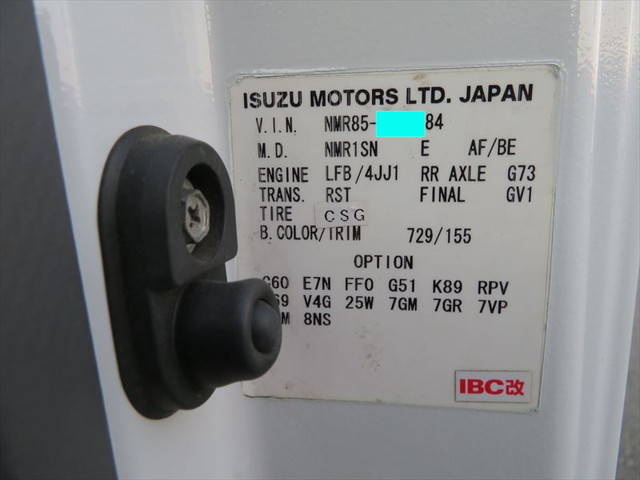 ISUZU MOTORS LTD. JAPAN
V.I.N. NMR85- 84
M.D. NMR1SN E AF/BE
ENGINE LFB/4JJ1 RR AXLE G73
TRANS. RST FINAL GV1
TIRE CSG
B.COLOR/TRIM 729/155
OPTION
E7N FF0 G51 K89 RPV
V4G 25W 7GM 7GR 7VP
8NS
IBC改